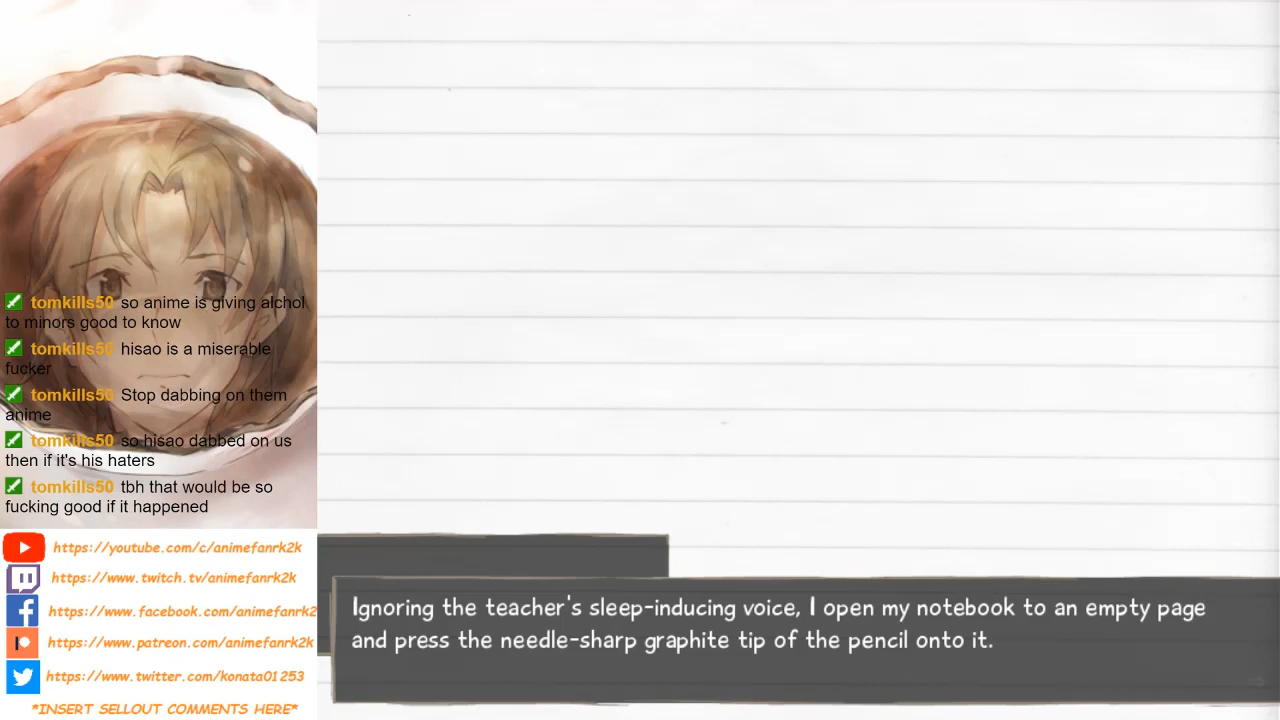 tomkills50 so anime is giving alchol
to minors good to know
tomkills50 hisao is a miserable
fucker
tomkills50 Stop dabbing on them
anime
tomkills50 so hisao dabbed on us
then if it's his haters
tomkills50 tbh that would be so
fucking good if it happened
https://youtube.com/c/animefanrk2k
https://www.twitch.tv/animefanrk2k
https://www.facebook.com/animefanrk2
https://www.patreon.com/animefanrk2k
https://www.twitter.com/konata01253
*INSERT SELLOUT COMMENTS HERE*
Ignoring the teacher's sleep-inducing voice, I open my notebook to an empty page
and press the needle-sharp graphite tip of the pencil onto it.